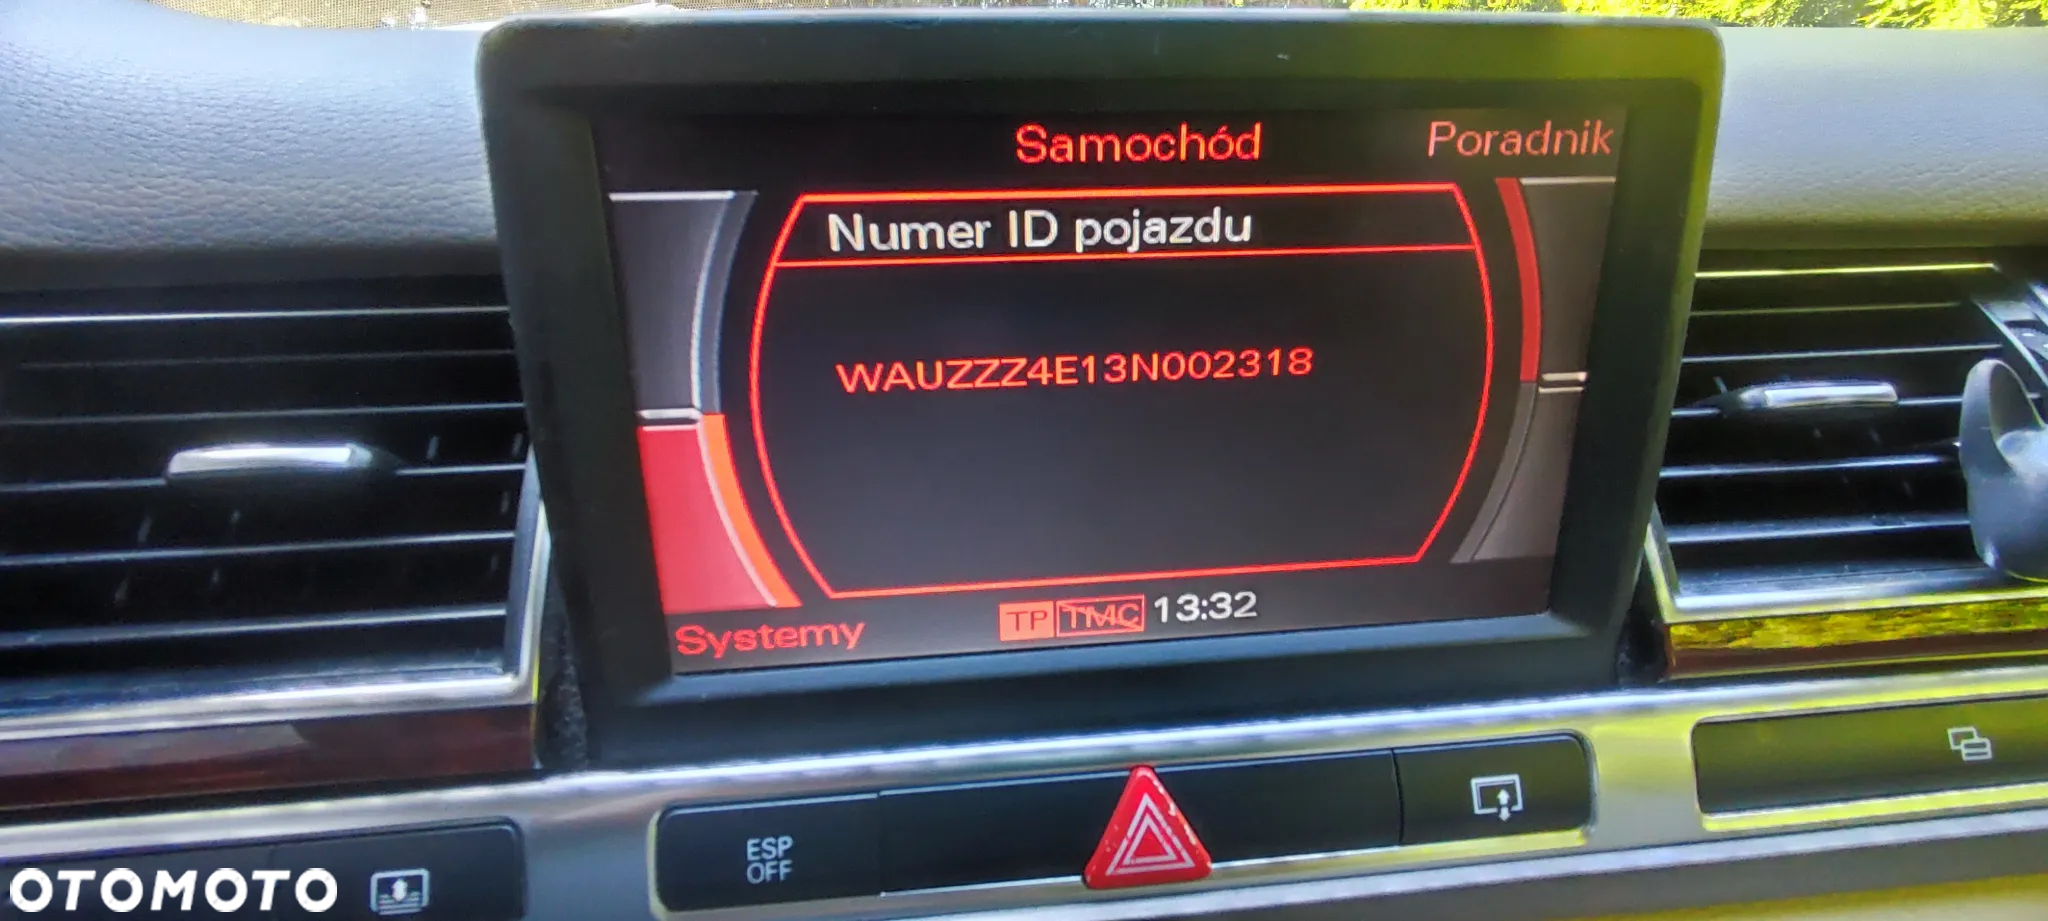 Samochód
Poradnik
Numer ID pojazdu
WAUZZZ4E13N002318
Systemy
TP TMC 13:32
ESP
OFF
OTOMOTO